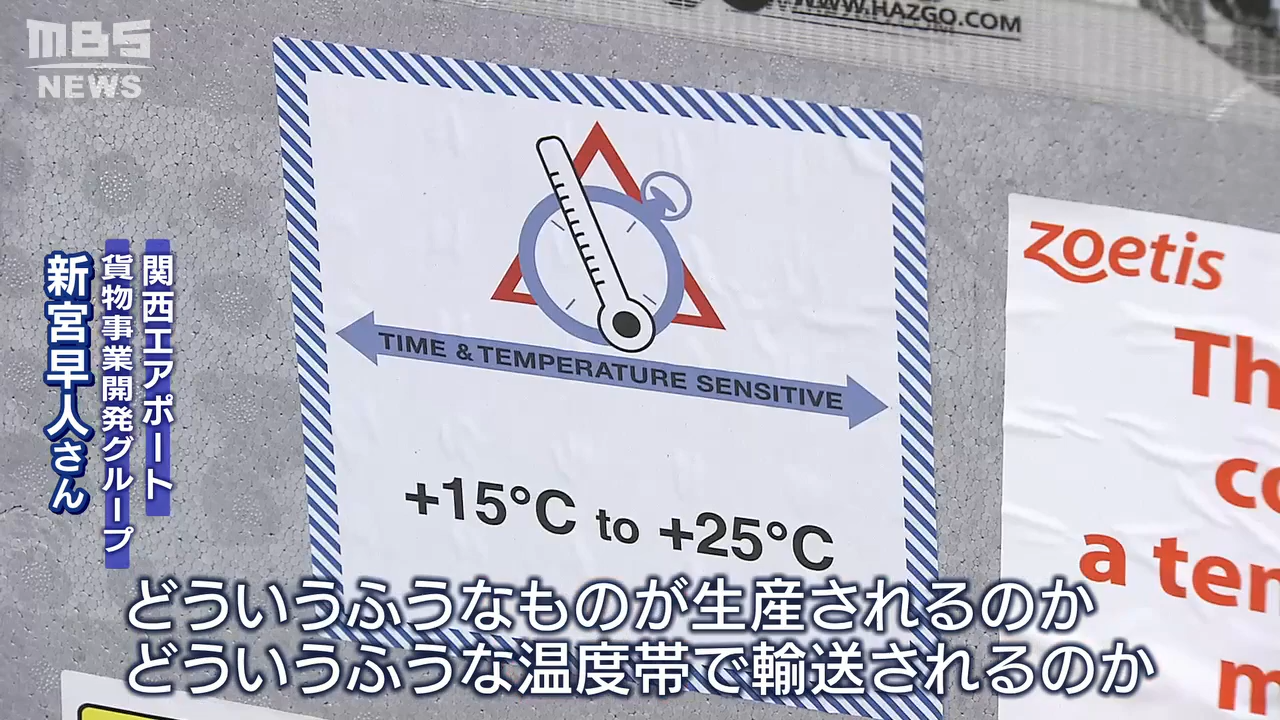 MBS
NEWS
WWW.HAZGO.COM
TIME & TEMPERATURE SENSITIVE
+15°C to +25°C
zoetis
Th
co
a tem
m
関西エアポート
貨物事業開発グループ
新宮早人さん
どういうふうなものが生産されるのか
どういうふうな温度帯で輸送されるのか